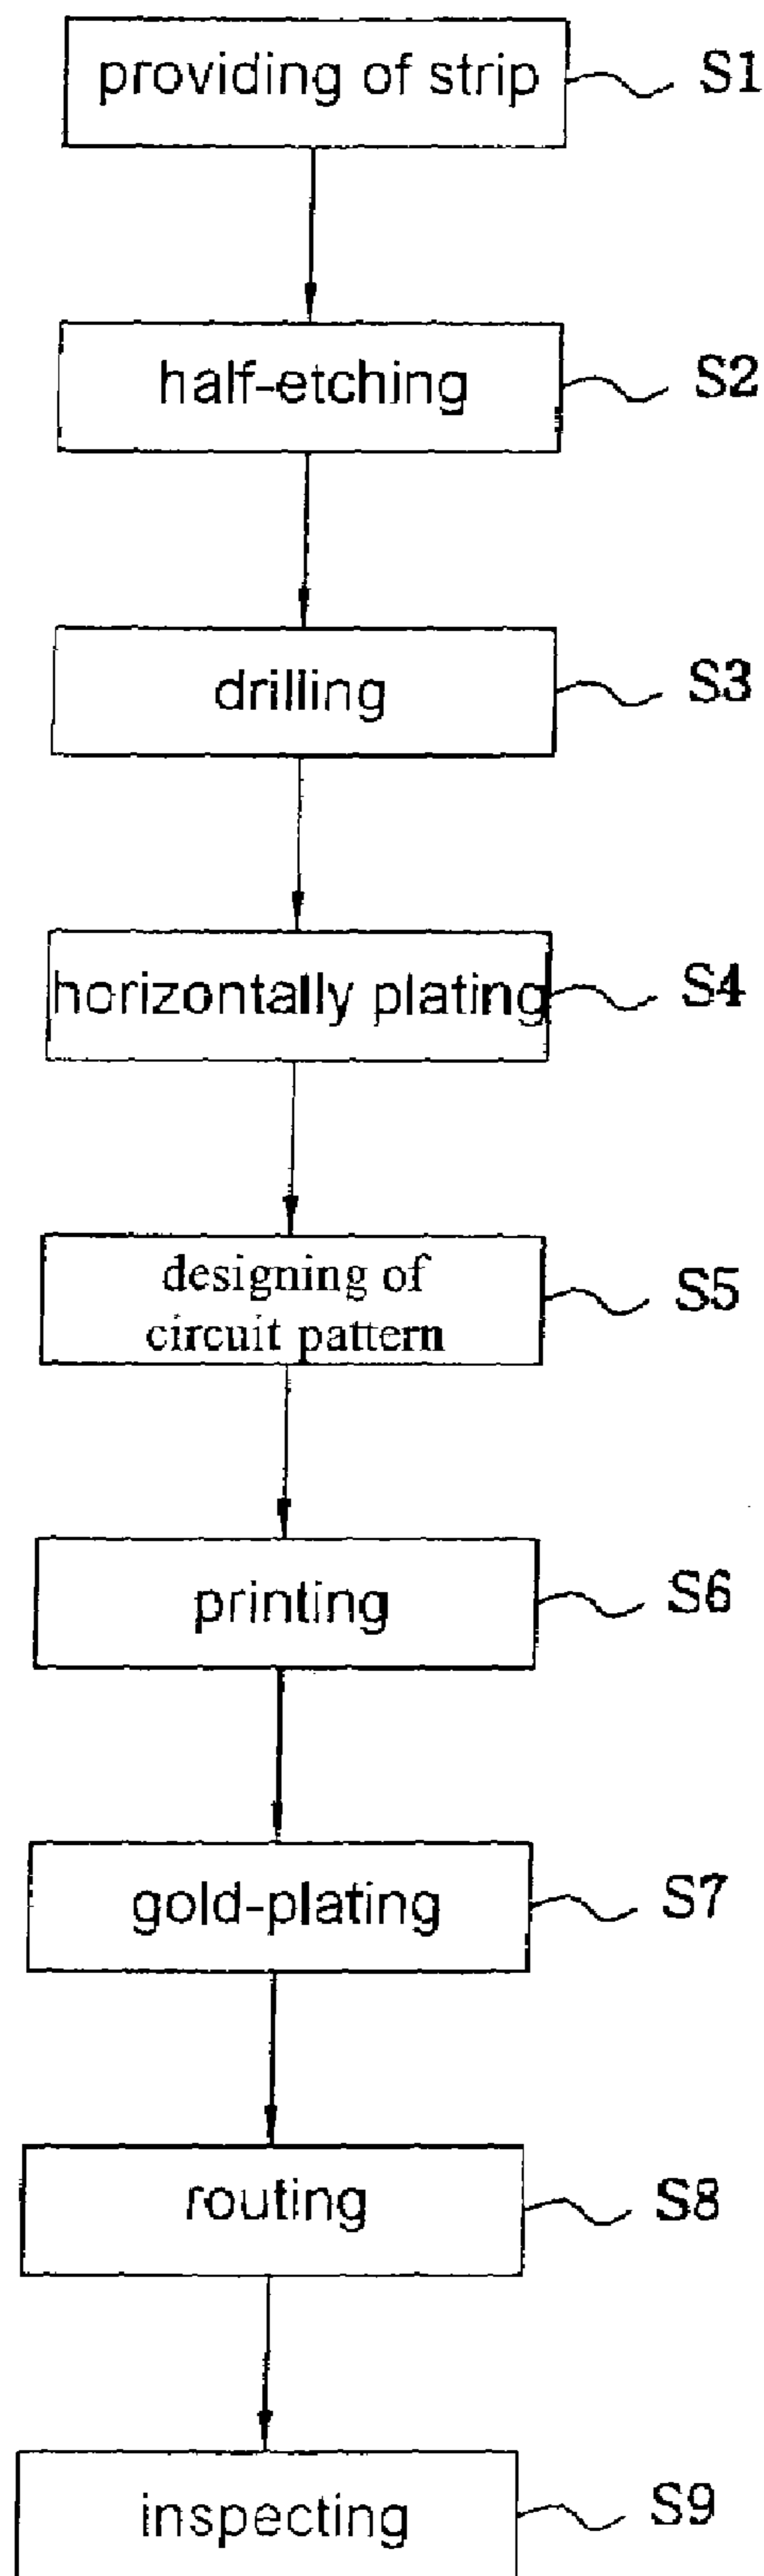 providing of strip S1
half-etching S2
drilling S3
horizontally plating S4
designing of
circuit pattern S5
printing S6
gold-plating S7
routing S8
inspecting S9